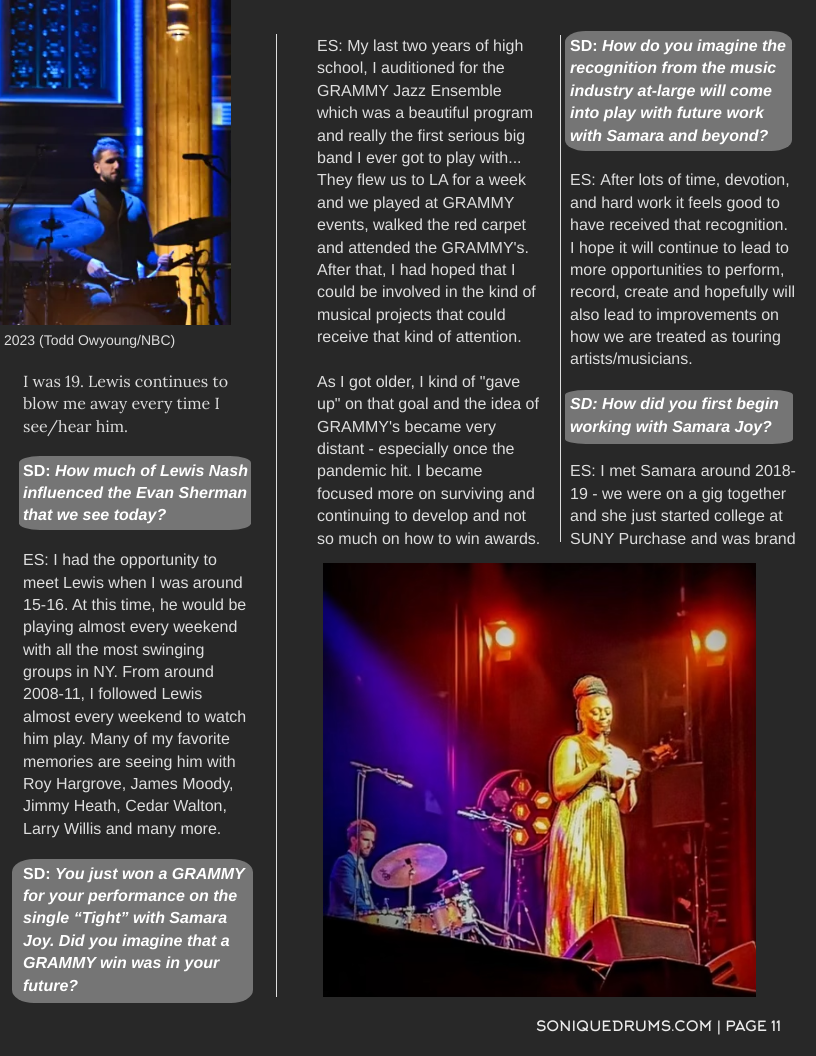 2023 (Todd Owyoung/NBC)
I was 19. Lewis continues to
blow me away every time I
see/hear him.
SD: How much of Lewis Nash
influenced the Evan Sherman
that we see today?
ES: I had the opportunity to
meet Lewis when I was around
15-16. At this time, he would be
playing almost every weekend
with all the most swinging
groups in NY. From around
2008-11, I followed Lewis
almost every weekend to watch
him play. Many of my favorite
memories are seeing him with
Roy Hargrove, James Moody,
Jimmy Heath, Cedar Walton,
Larry Willis and many more.
SD: You just won a GRAMMY
for your performance on the
single “Tight” with Samara
Joy. Did you imagine that a
GRAMMY win was in your
future?
ES: My last two years of high
school, I auditioned for the
GRAMMY Jazz Ensemble
which was a beautiful program
and really the first serious big
band I ever got to play with...
They flew us to LA for a week
and we played at GRAMMY
events, walked the red carpet
and attended the GRAMMY's.
After that, I had hoped that I
could be involved in the kind of
musical projects that could
receive that kind of attention.
As I got older, I kind of "gave
up" on that goal and the idea of
GRAMMY's became very
distant - especially once the
pandemic hit. I became
focused more on surviving and
continuing to develop and not
so much on how to win awards.
SD: How do you imagine the
recognition from the music
industry at-large will come
into play with future work
with Samara and beyond?
ES: After lots of time, devotion,
and hard work it feels good to
have received that recognition.
I hope it will continue to lead to
more opportunities to perform,
record, create and hopefully will
also lead to improvements on
how we are treated as touring
artists/musicians.
SD: How did you first begin
working with Samara Joy?
ES: I met Samara around 2018-
19 - we were on a gig together
and she just started college at
SUNY Purchase and was brand
SONIQUEDRUMS.COM | PAGE 11